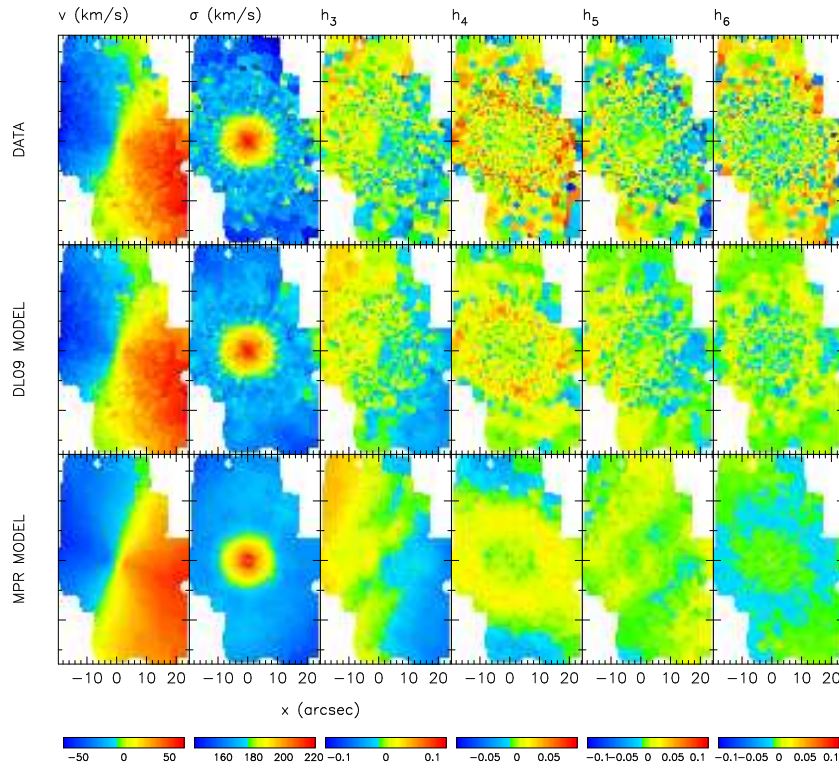 v (km/s) σ (km/s) h3 h4 h5 h6
DATA
DL09 MODEL
MPR MODEL
−10 0 10 20 −10 0 10 20 −10 0 10 20 −10 0 10 20 −10 0 10 20 −10 0 10 20
x (arcsec)
−50 0 50 160 180 200 220 −0.1 0 0.1 −0.05 0 0.05 −0.1−0.05 0 0.05 0.1 −0.1−0.05 0 0.05 0.1